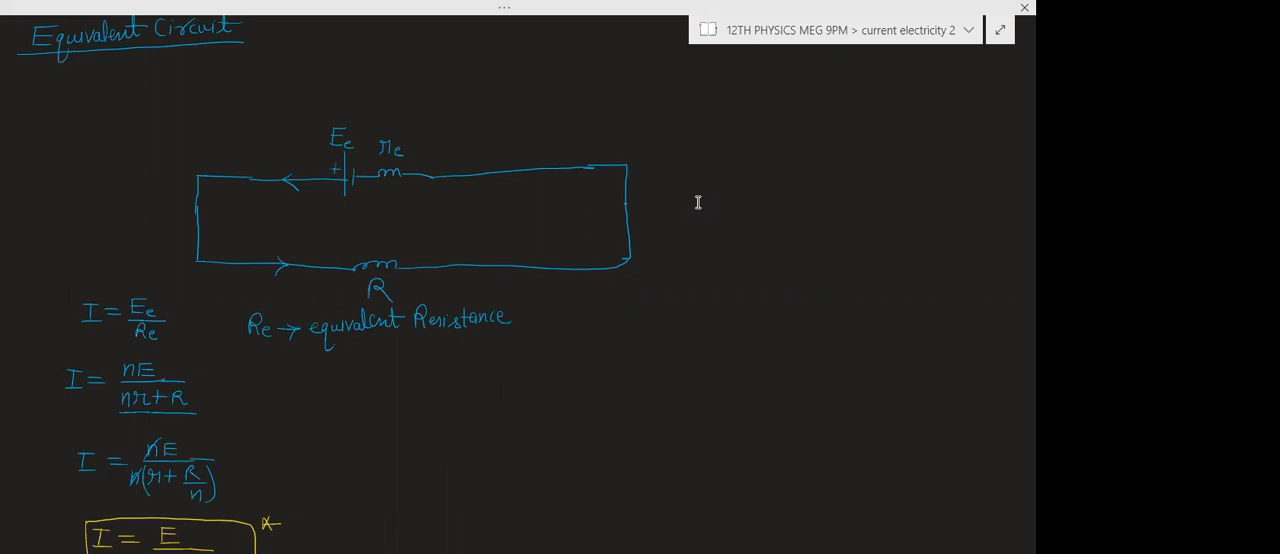 Equivalent Circuit
12TH PHYSICS MEG 9PM > current electricity 2
Ee
re
+
R
I = Ee/Re
Re → equivalent Resistance
I = nE/(nr+R)
I = nE/n(r+R/n)
I = E